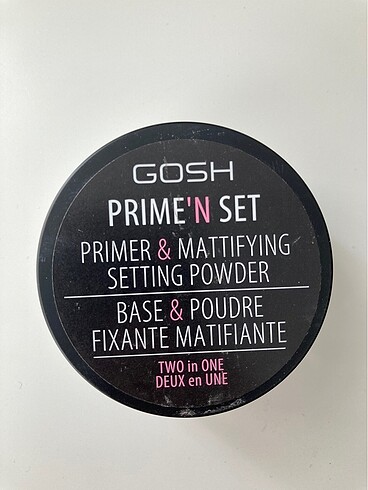 GOSH
PRIME'N SET
PRIMER & MATTIFYING
SETTING POWDER
BASE & POUDRE
FIXANTE MATIFIANTE
TWO in ONE
DEUX en UNE